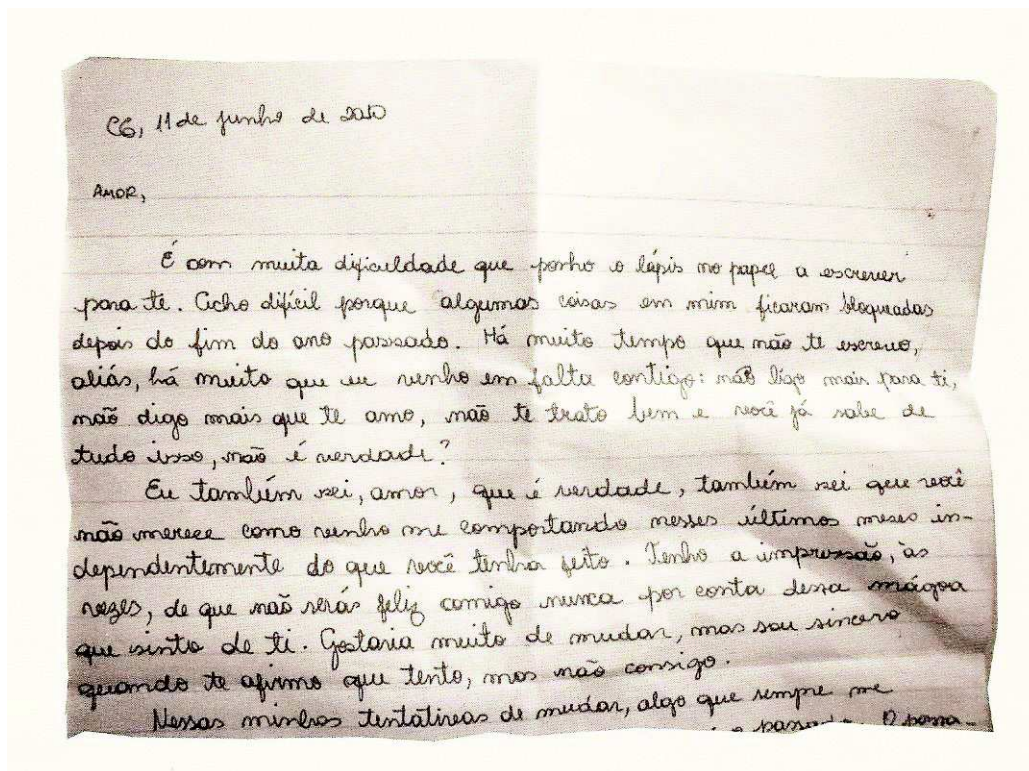 CG, 11 de junho de 2010
AMOR,
É com muita dificuldade que ponho o lápis no papel a escrever
para ti. Acho difícil porque algumas coisas em mim ficaram bloqueadas
depois do fim do ano passado. Há muito tempo que não te escrevo,
aliás, há muito que eu venho em falta contigo: não ligo mais para ti,
não digo mais que te amo, não te trato bem e você já sabe de
tudo isso, não é verdade?
Eu também sei, amor, que é verdade, também sei que você
não merece como venho me comportando nesses últimos meses in-
dependentemente do que você tenha feito. Tenho a impressão, às
vezes, de que não serás feliz comigo nunca por conta dessa mágoa
que sinto de ti. Gostaria muito de mudar, mas sou sincero
quando te afirmo que tento, mas não consigo.
Nessas minhas tentativas de mudar, algo que sempre me
o passado. O passa-